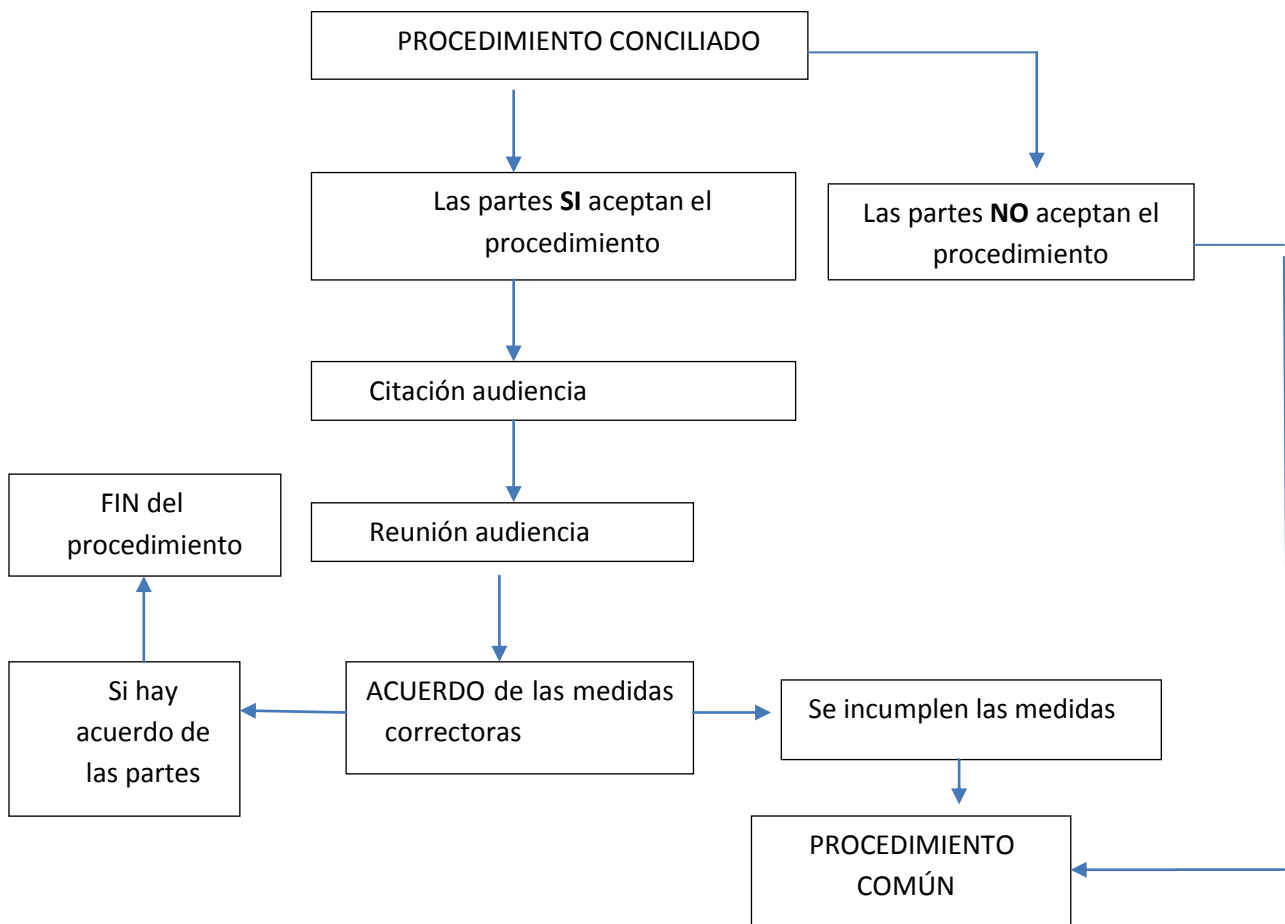 PROCEDIMIENTO CONCILIADO
Las partes SI aceptan el
procedimiento
Las partes NO aceptan el
procedimiento
Citación audiencia
Reunión audiencia
FIN del
procedimiento
Si hay
acuerdo de
las partes
ACUERDO de las medidas
correctoras
Se incumplen las medidas
PROCEDIMIENTO
COMÚN